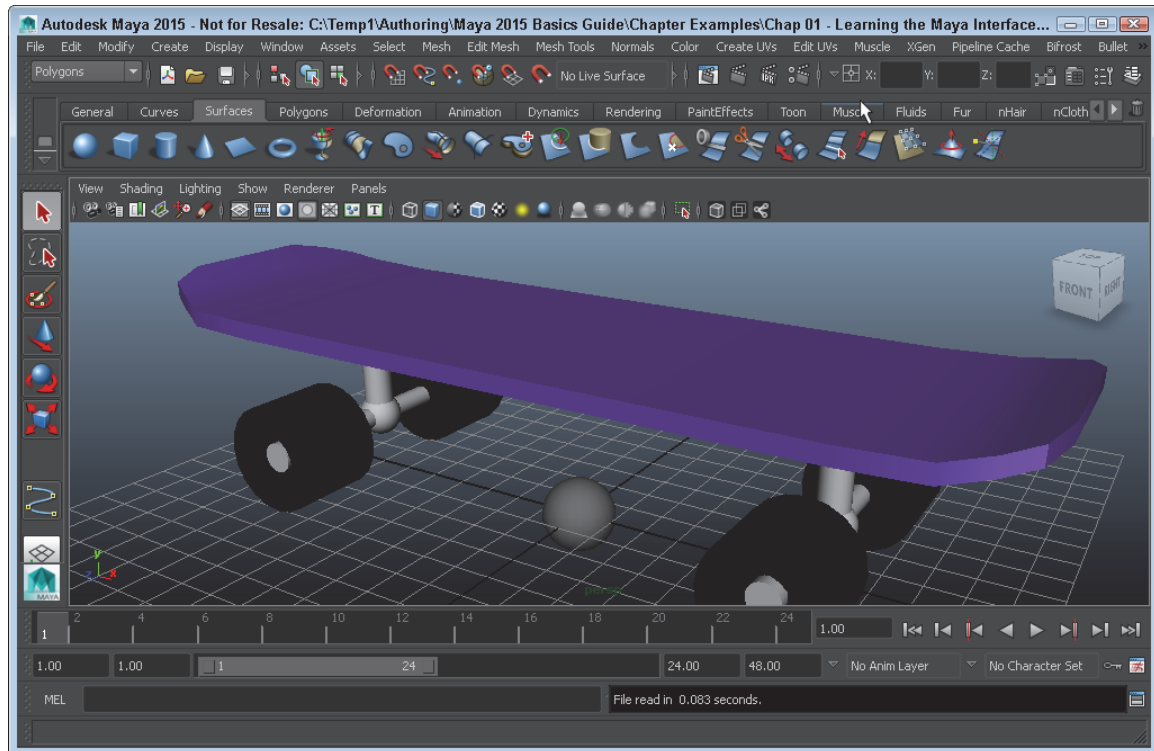 Autodesk Maya 2015 - Not for Resale: C:\Temp1\Authoring\Maya 2015 Basics Guide\Chapter Examples\Chap 01 - Learning the Maya Interface...
File Edit Modify Create Display Window Assets Select Mesh Edit Mesh Mesh Tools Normals Color Create UVs Edit UVs Muscle XGen Pipeline Cache Bifrost Bullet »
Polygons No Live Surface X: Y: Z:
General Curves Surfaces Polygons Deformation Animation Dynamics Rendering PaintEffects Toon Fluids Fur nHair nCloth
View Shading Lighting Show Renderer Panels
TOP
FRONT RIGHT
y
z x
persp
MAYA
2 4 6 8 10 12 14 16 18 20 22 24
1 1.00
1.00 1.00 1 24 24.00 48.00 No Anim Layer No Character Set
MEL File read in 0.083 seconds.